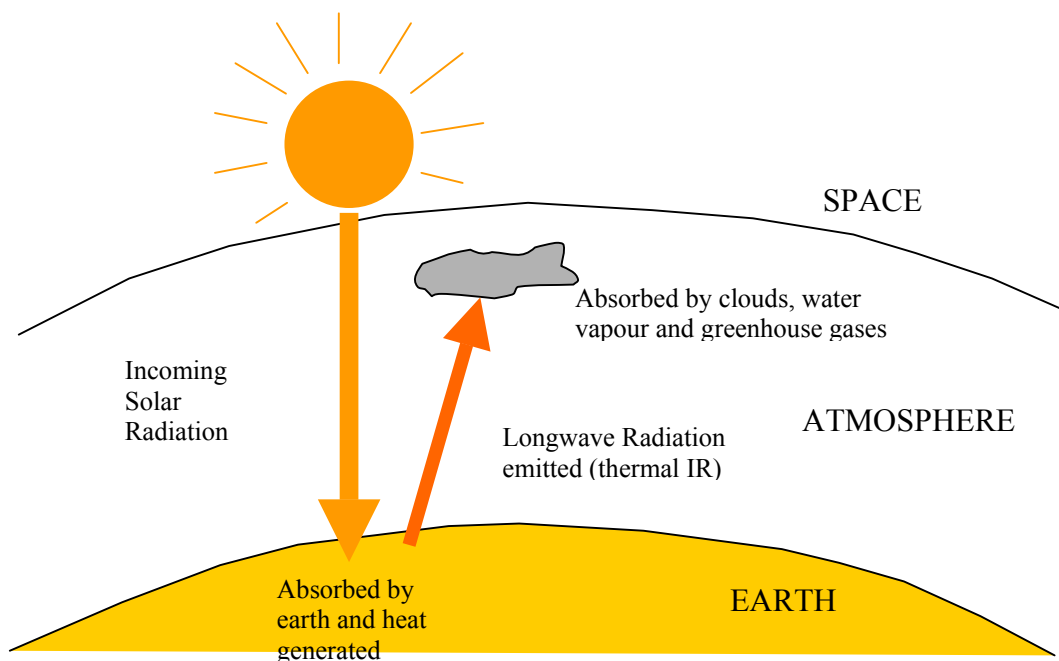 SPACE
Absorbed by clouds, water
vapour and greenhouse gases
Incoming
Solar
Radiation
ATMOSPHERE
Longwave Radiation
emitted (thermal IR)
Absorbed by
earth and heat
generated
EARTH